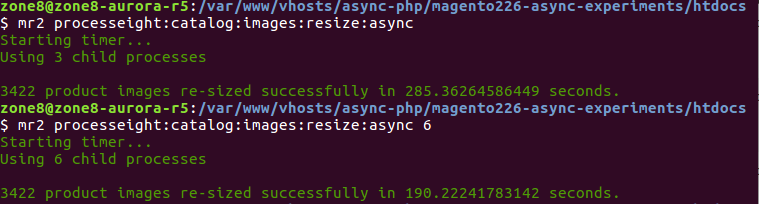 zone8@zone8-aurora-r5:/var/www/vhosts/async-php/magento226-async-experiments/htdocs
$ mr2 processeight:catalog:images:resize:async
Starting timer...
Using 3 child processes
3422 product images re-sized successfully in 285.36264586449 seconds.
zone8@zone8-aurora-r5:/var/www/vhosts/async-php/magento226-async-experiments/htdocs
$ mr2 processeight:catalog:images:resize:async 6
Starting timer...
Using 6 child processes
3422 product images re-sized successfully in 190.22241783142 seconds.